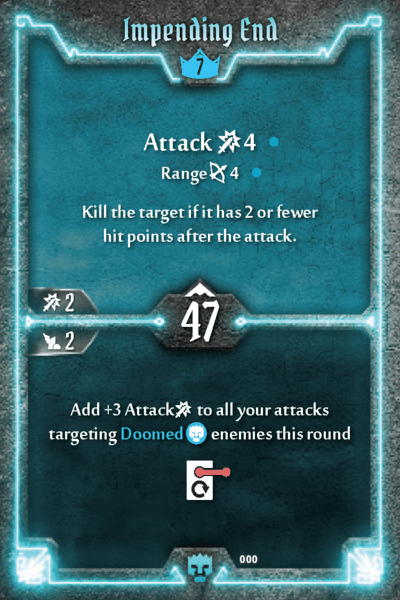 Impending End
7
Attack 4
Range 4
Kill the target if it has 2 or fewer
hit points after the attack.
2
47
2
Add +3 Attack to all your attacks
targeting Doomed enemies this round
000